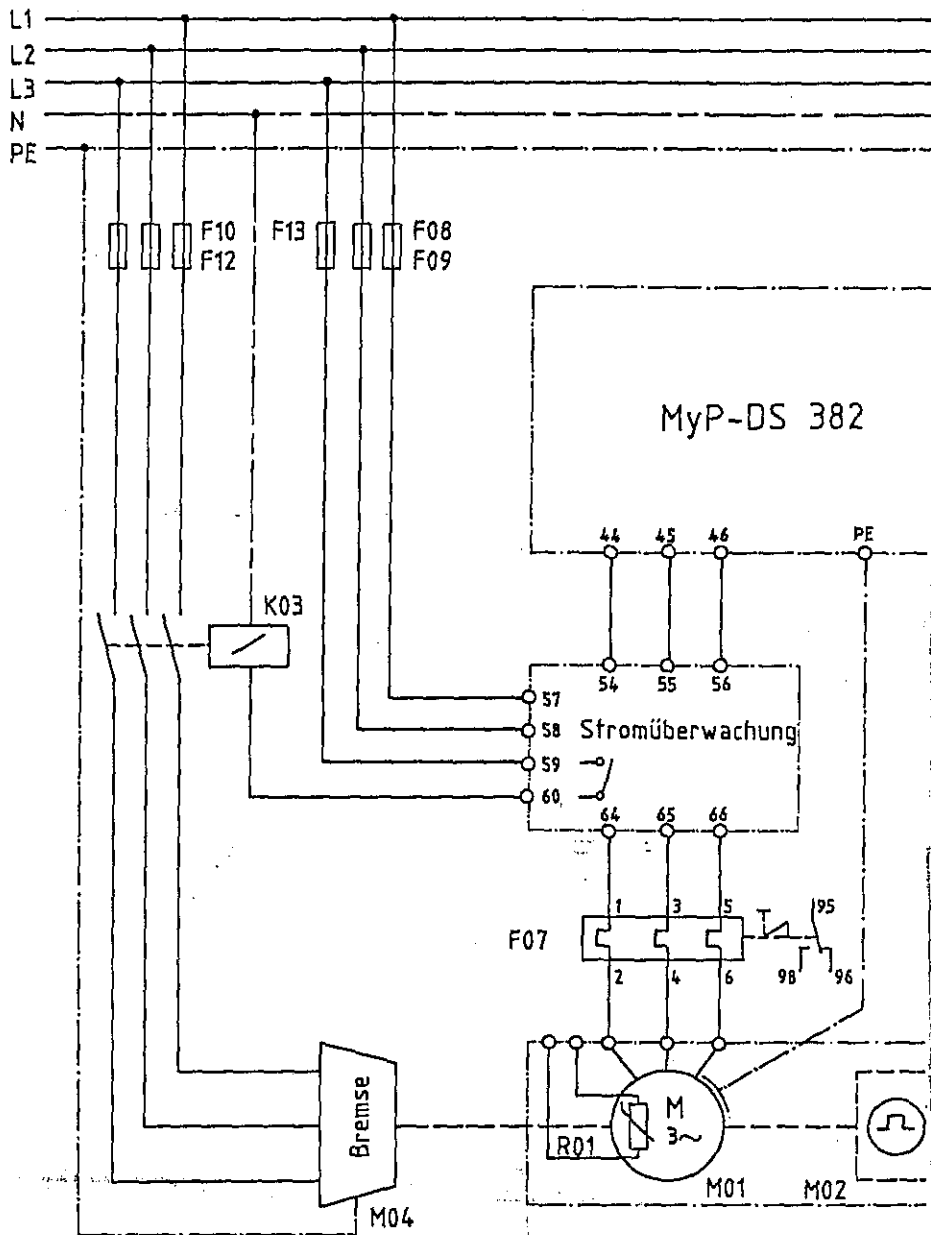 L1
L2
L3
N
PE
F10
F12
F13
F08
F09
MyP-DS 382
44
45
46
PE
K03
54
55
56
57
58
Stromüberwachung
59
60
64
65
66
1
3
5
95
F07
2
4
6
98
96
Bremse
M
3~
R01
M01
M02
M04